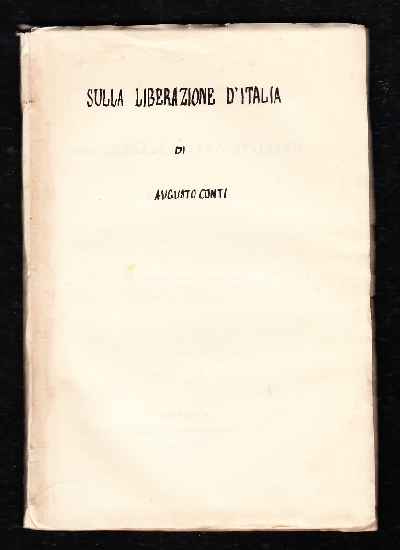 SULLA LIBERAZIONE D'ITALIA
DI
AUGUSTO CONTI